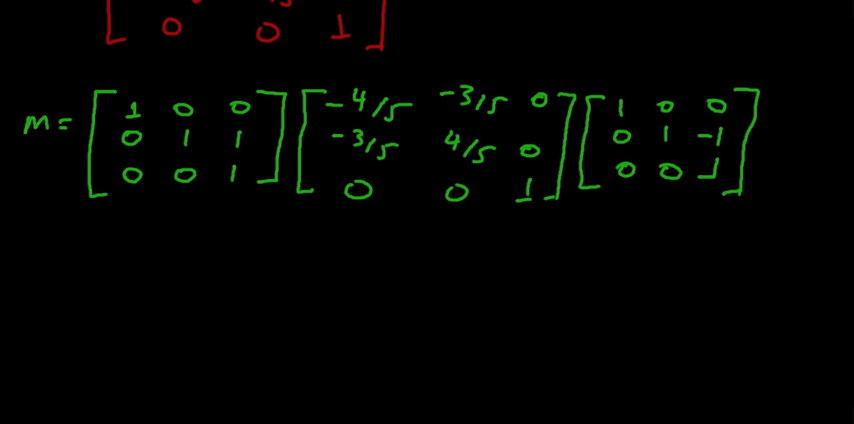 0 0 1
M = [ 1 0 0 ] [ -4/5 -3/5 0 ] [ 1 0 0 ]
[ 0 1 1 ] [ -3/5 4/5 0 ] [ 0 1 -1 ]
[ 0 0 1 ] [ 0 0 1 ] [ 0 0 1 ]